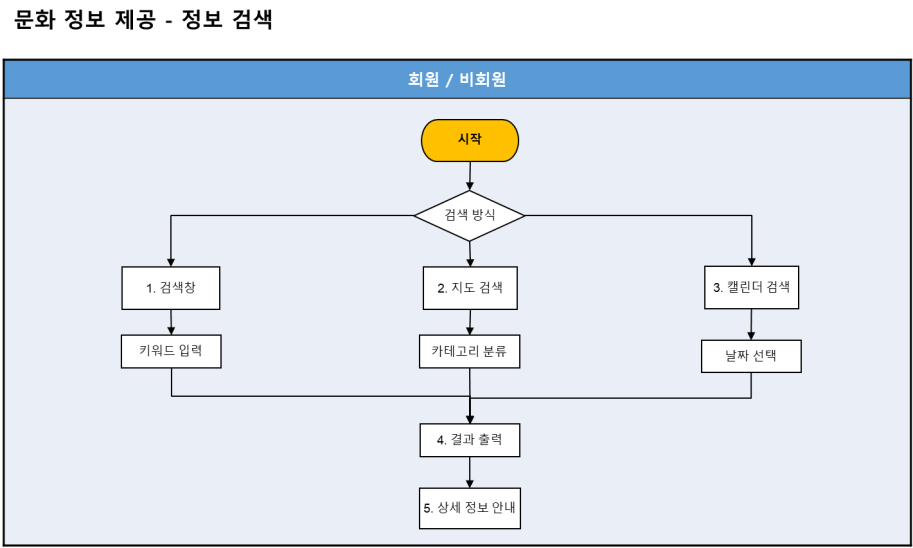 문화 정보 제공 - 정보 검색
회원 / 비회원
시작
검색 방식
1. 검색창
2. 지도 검색
3. 캘린더 검색
키워드 입력
카테고리 분류
날짜 선택
4. 결과 출력
5. 상세 정보 안내